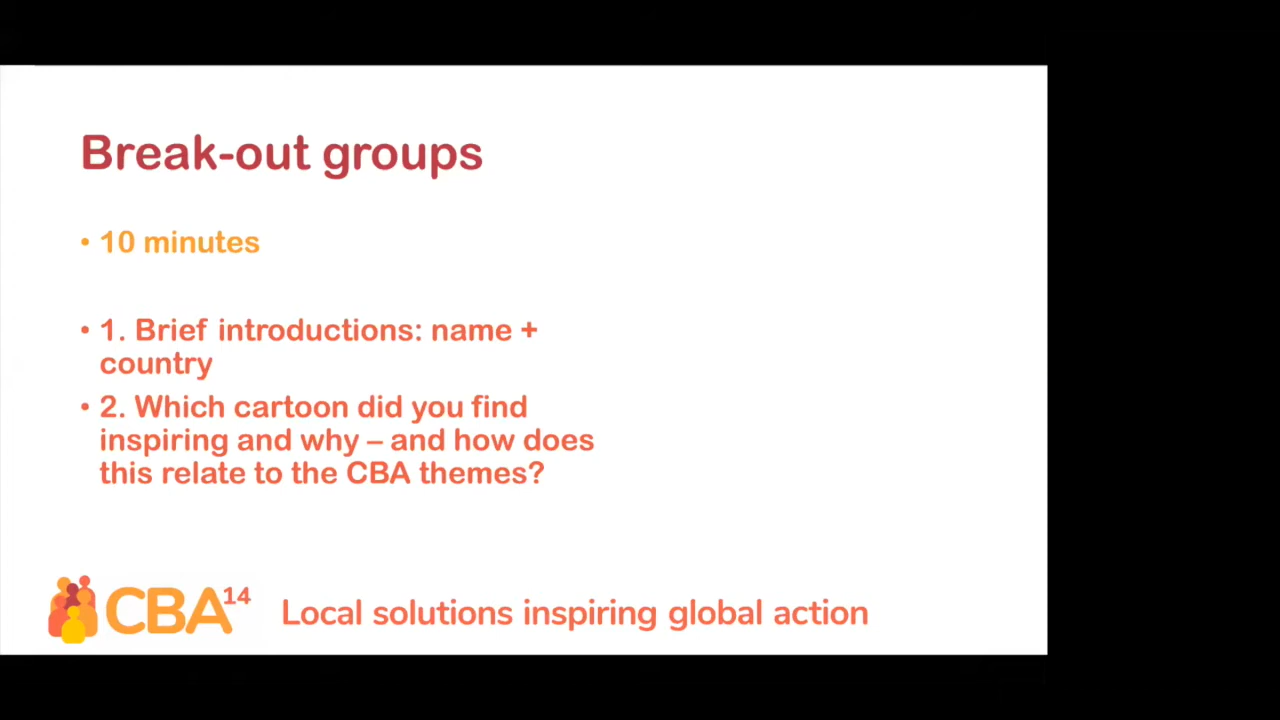 Break-out groups
• 10 minutes
• 1. Brief introductions: name +
country
• 2. Which cartoon did you find
inspiring and why – and how does
this relate to the CBA themes?
CBA14 Local solutions inspiring global action